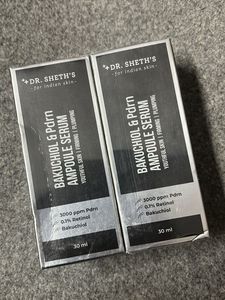 DR. SHETH'S
- for indian skin -
BAKUCHIOL & Pdrn
AMPOULE SERUM
YOUTHFUL SKIN | FIRMING | PLUMPING
3000 ppm Pdrn
0.1% Retinol
Bakuchiol
30 ml
DR. SHETH'S
- for indian skin -
BAKUCHIOL & Pdrn
AMPOULE SERUM
YOUTHFUL SKIN | FIRMING | PLUMPING
3000 ppm Pdrn
0.1% Retinol
Bakuchiol
30 ml